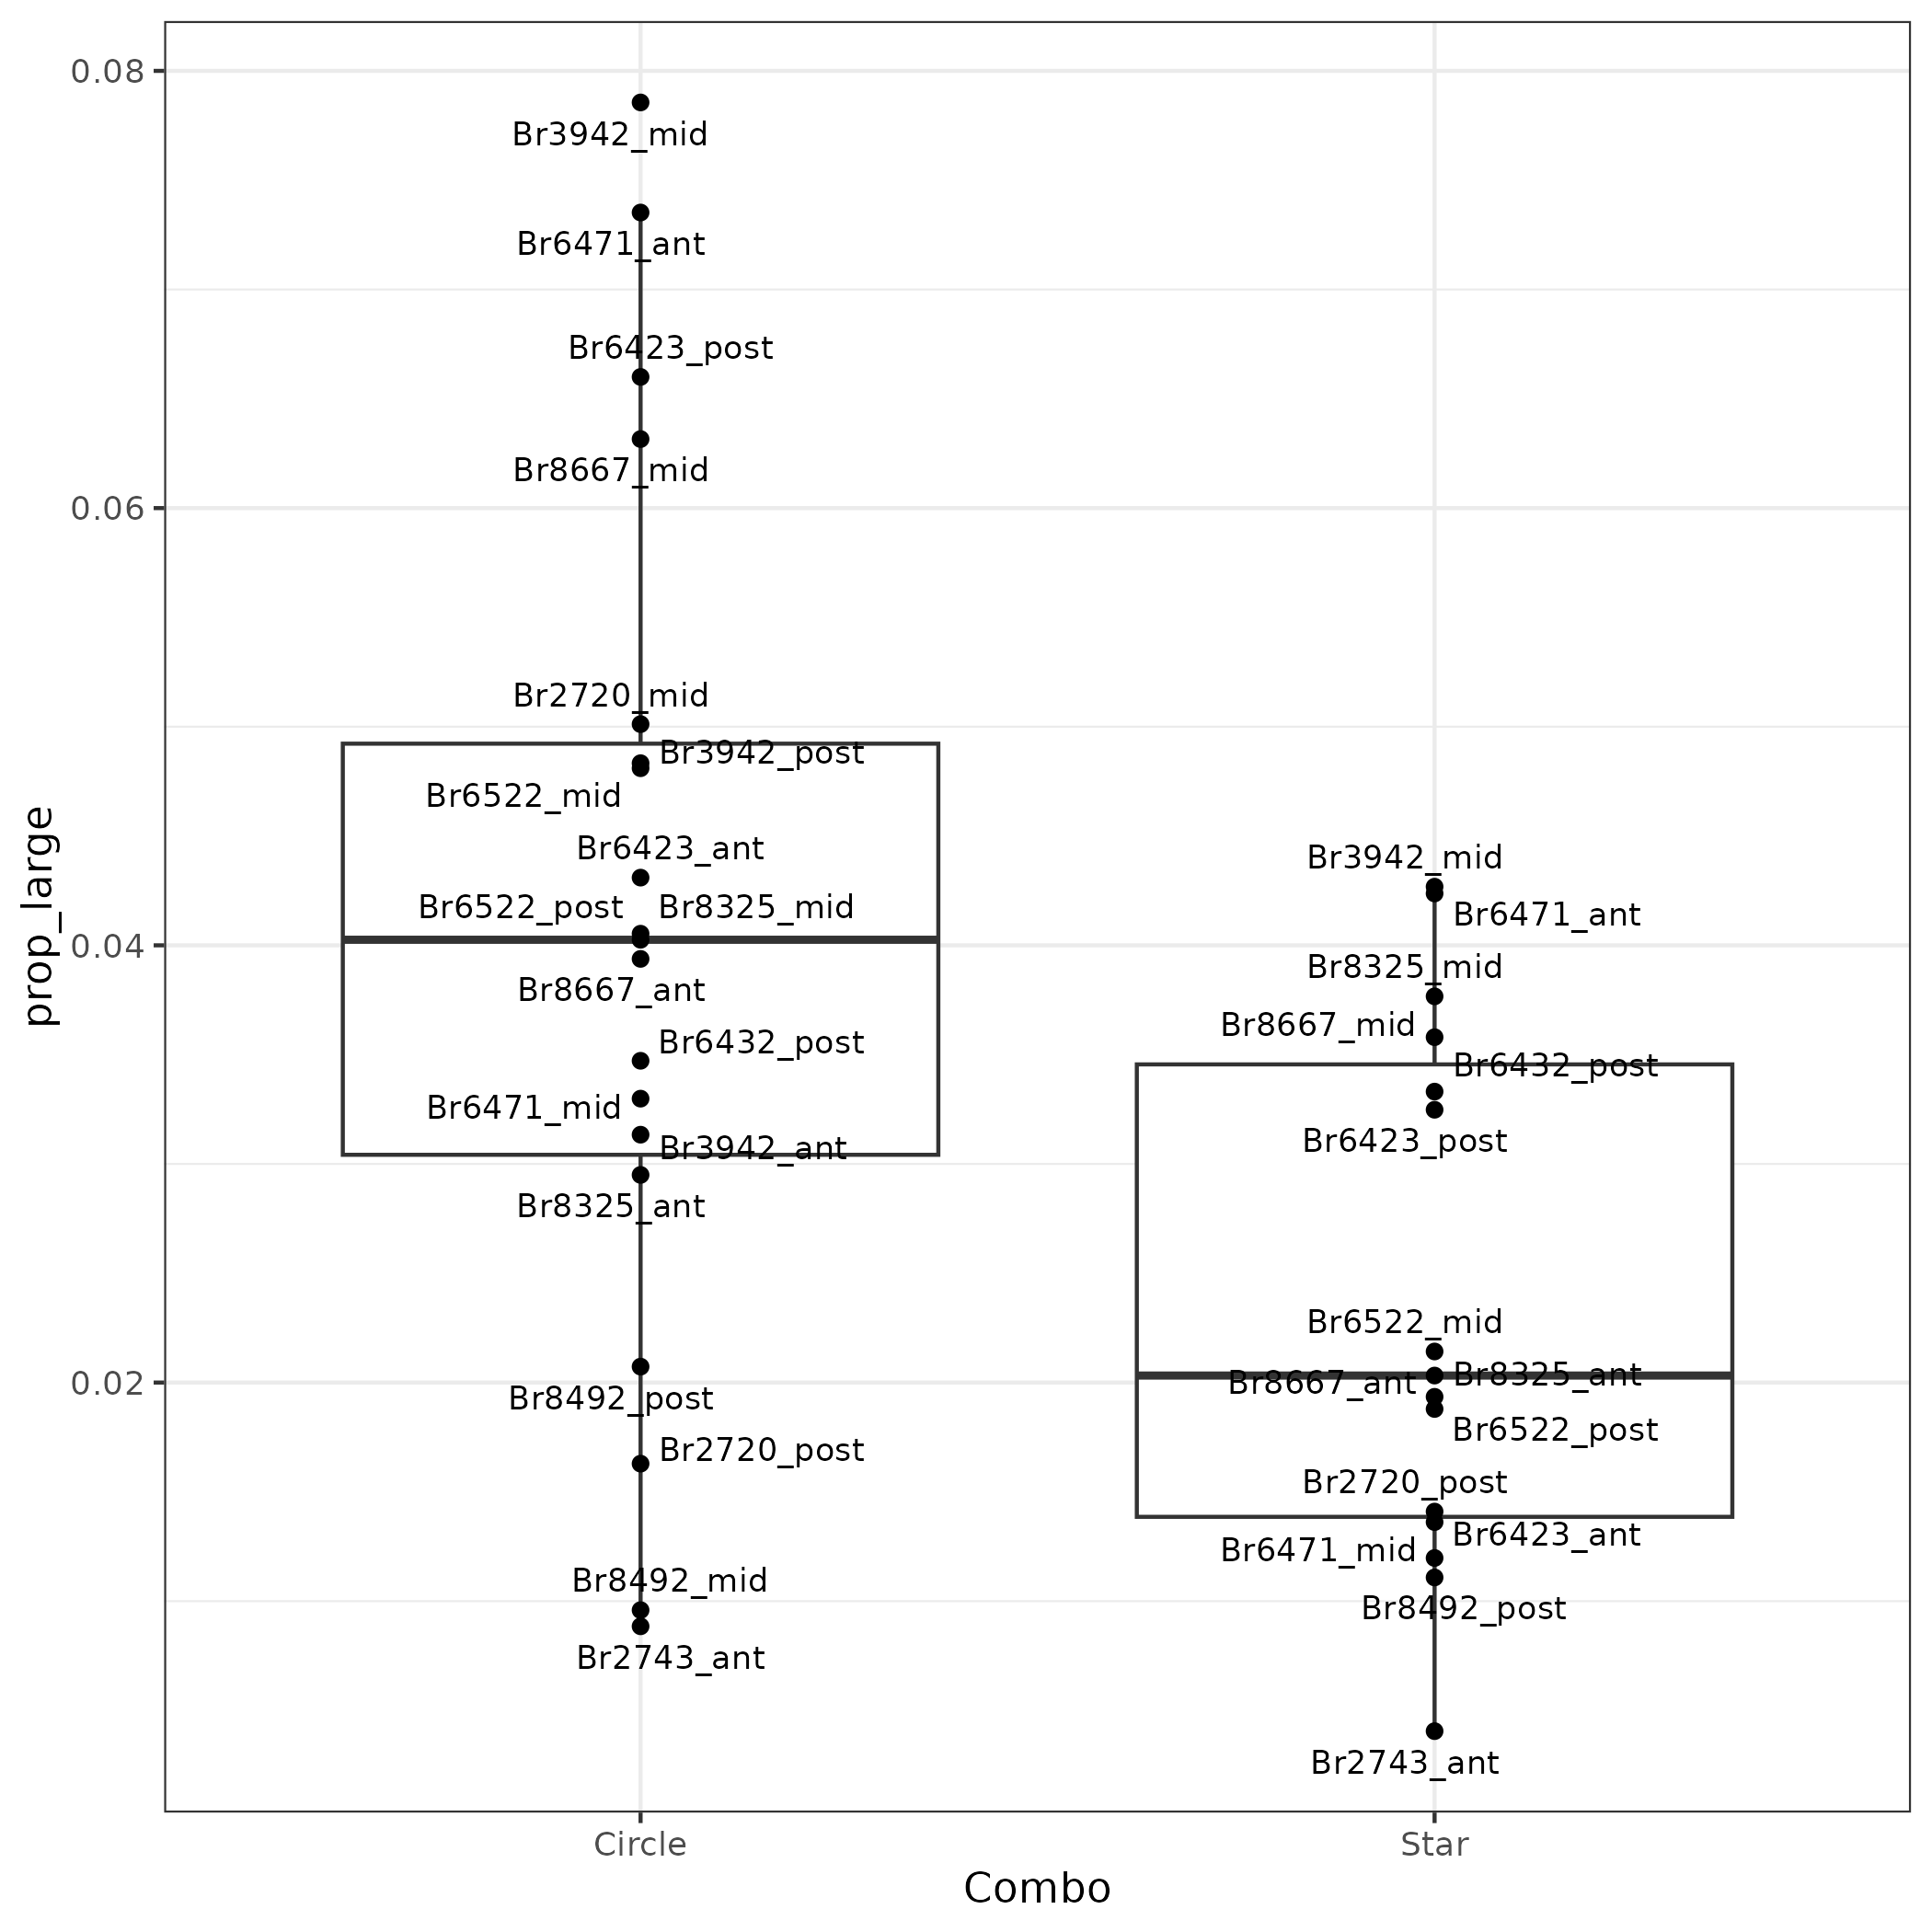 0.08
0.06
0.04
0.02
prop_large
Br3942_mid
Br6471_ant
Br6423_post
Br8667_mid
Br2720_mid
Br3942_post
Br6522_mid
Br6423_ant
Br6522_post
Br8325_mid
Br8667_ant
Br6432_post
Br6471_mid
Br3942_ant
Br8325_ant
Br8492_post
Br2720_post
Br8492_mid
Br2743_ant
Br3942_mid
Br6471_ant
Br8325_mid
Br8667_mid
Br6432_post
Br6423_post
Br6522_mid
Br8667_ant
Br8325_ant
Br6522_post
Br2720_post
Br6423_ant
Br6471_mid
Br8492_post
Br2743_ant
Circle
Star
Combo